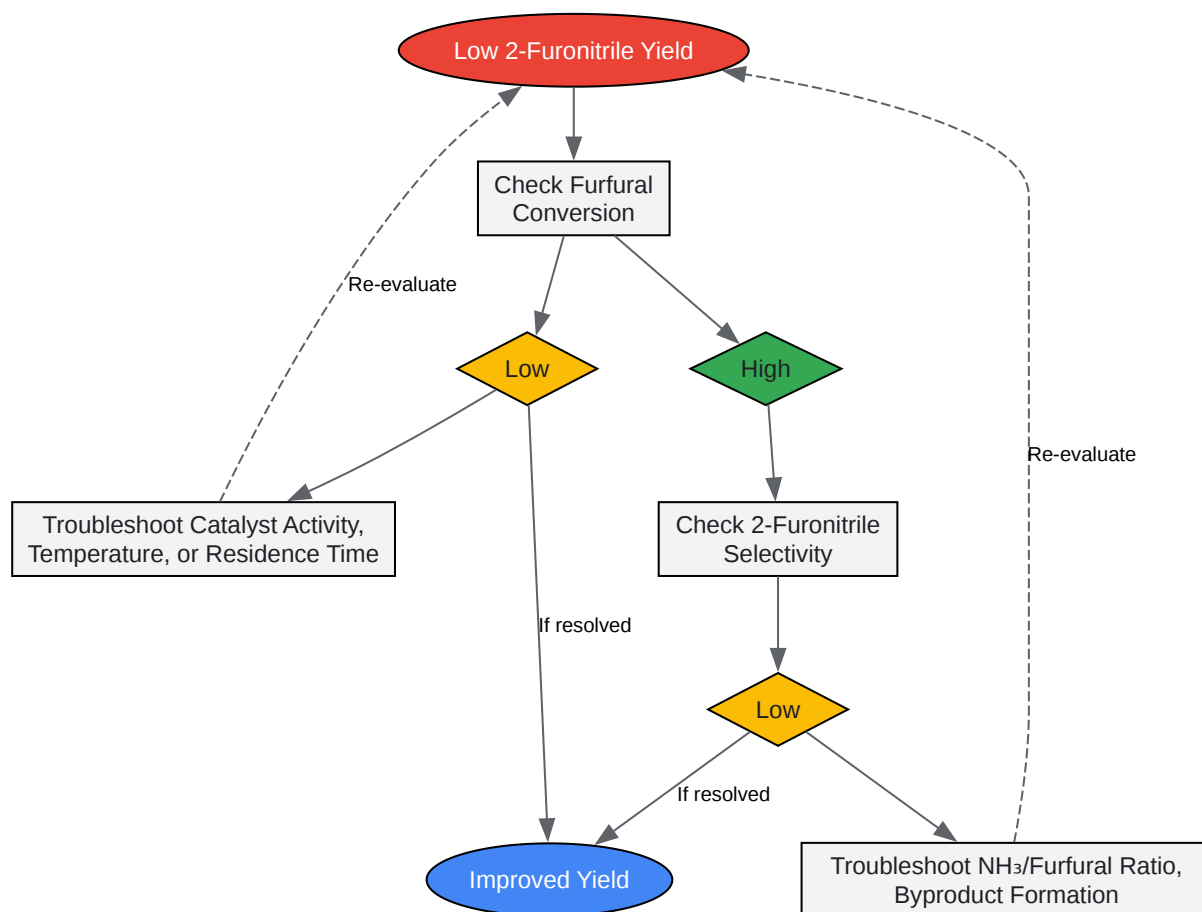 Low 2-Furonitrile Yield
Check Furfural
Conversion
Re-evaluate
Low
High
Re-evaluate
Troubleshoot Catalyst Activity,
Temperature, or Residence Time
Check 2-Furonitrile
Selectivity
If resolved
Low
If resolved
Improved Yield
Troubleshoot NH₃/Furfural Ratio,
Byproduct Formation